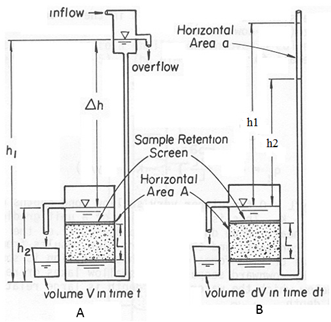 inflow
overflow
Δh
h1
Sample Retention
Screen
Horizontal
Area A
h2
L
volume V in time t
A
Horizontal
Area a
h1
h2
L
volume dV in time dt
B